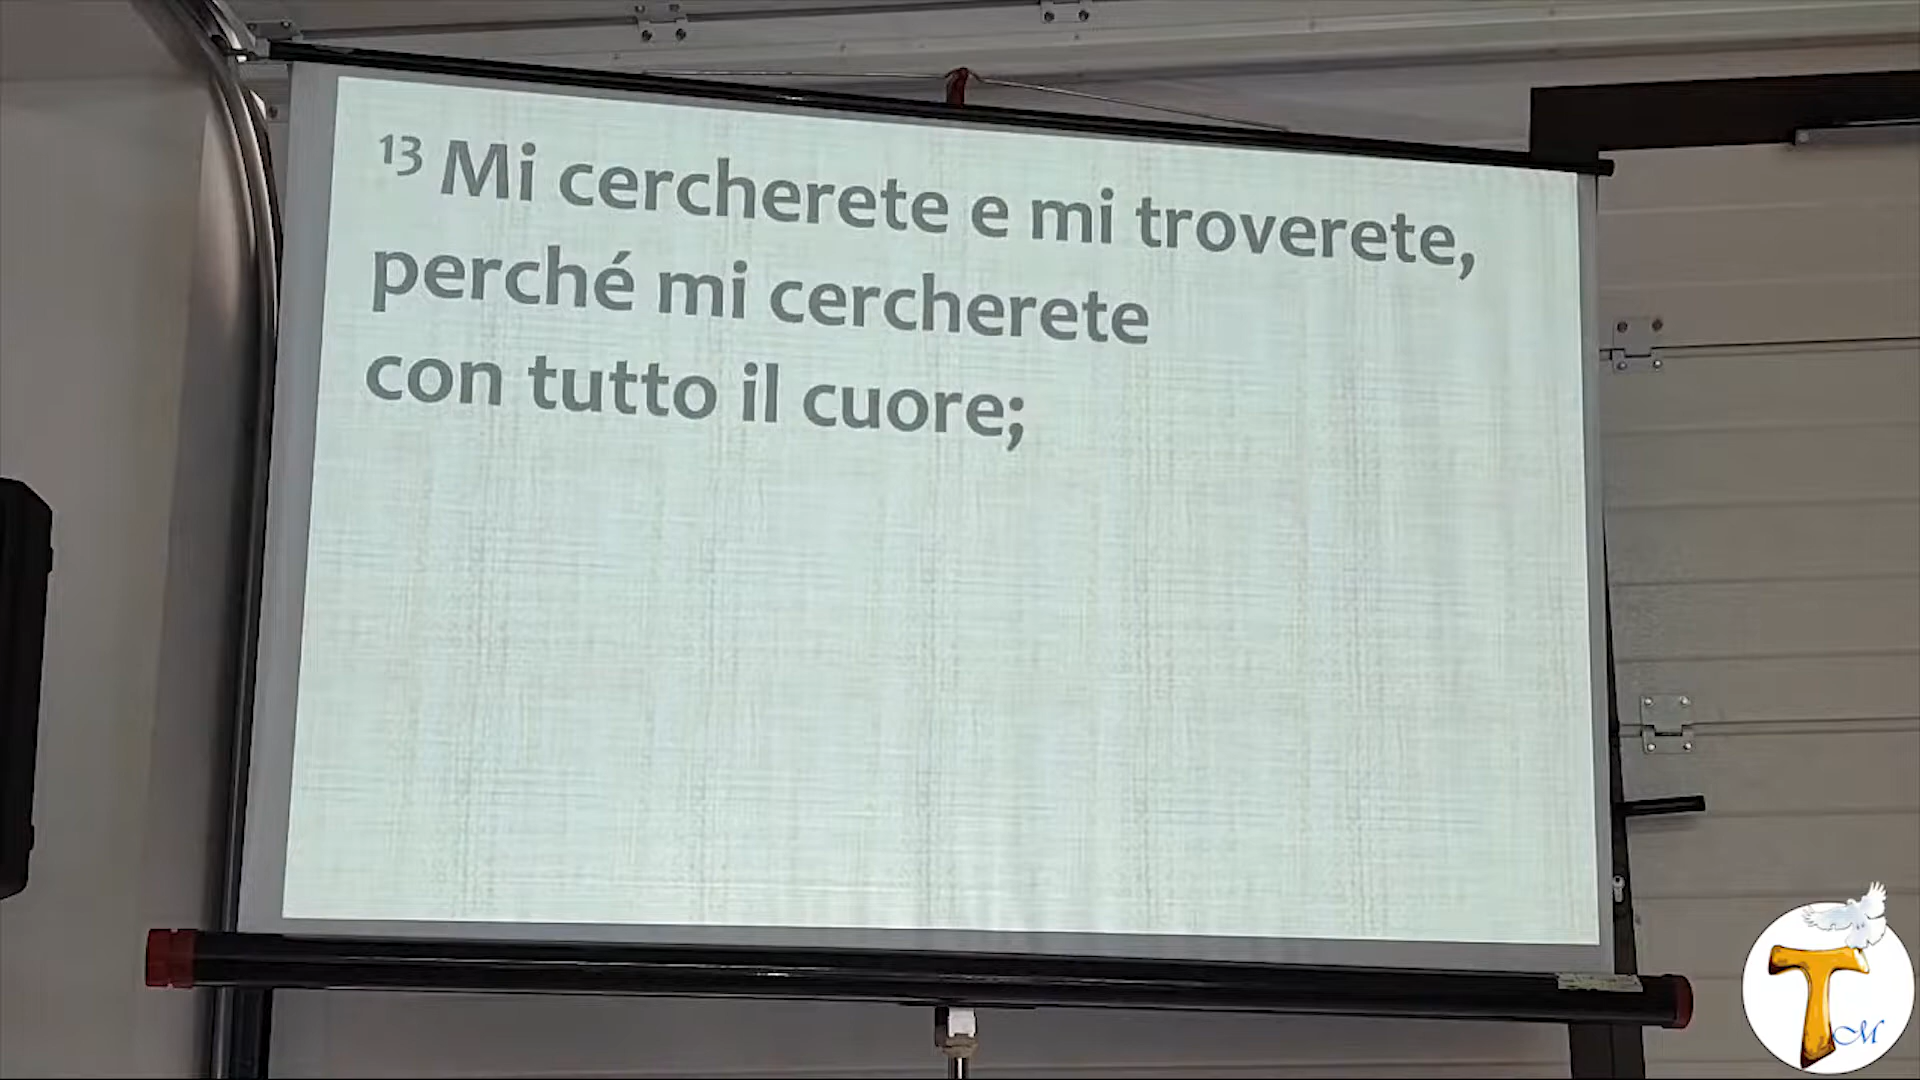 13 Mi cercherete e mi troverete,
perché mi cercherete
con tutto il cuore;
M